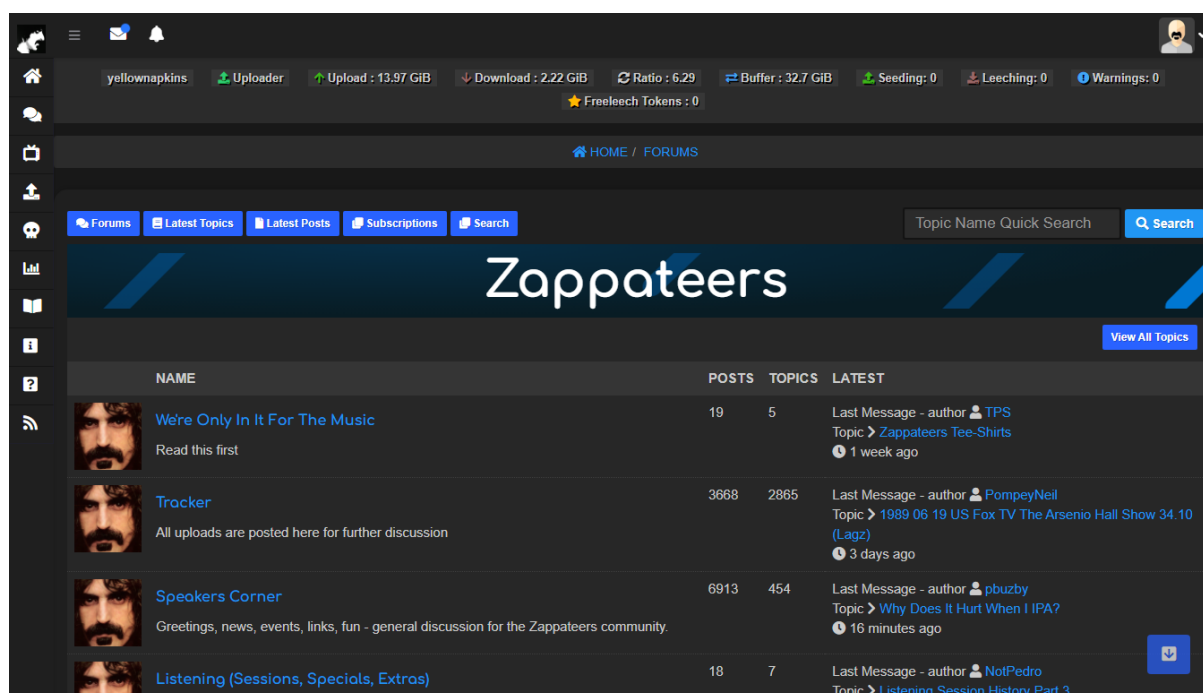 yellownapkins Uploader Upload : 13.97 GiB Download : 2.22 GiB Ratio : 6.29 Buffer : 32.7 GiB Seeding: 0 Leeching: 0 Warnings: 0
Freeleech Tokens : 0
HOME / FORUMS
Forums Latest Topics Latest Posts Subscriptions Search Topic Name Quick Search Search
Zappateers
View All Topics
NAME POSTS TOPICS LATEST
We're Only In It For The Music 19 5 Last Message - author TPS
Read this first Topic Zappateers Tee-Shirts
1 week ago
Tracker 3668 2865 Last Message - author PompeyNeil
All uploads are posted here for further discussion Topic 1989 06 19 US Fox TV The Arsenio Hall Show 34.10
(Lagz)
3 days ago
Speakers Corner 6913 454 Last Message - author pbuzby
Greetings, news, events, links, fun - general discussion for the Zappateers community. Topic Why Does It Hurt When I IPA?
16 minutes ago
Listening (Sessions, Specials, Extras) 18 7 Last Message - author NotPedro
Topic Listening Session History Part 3